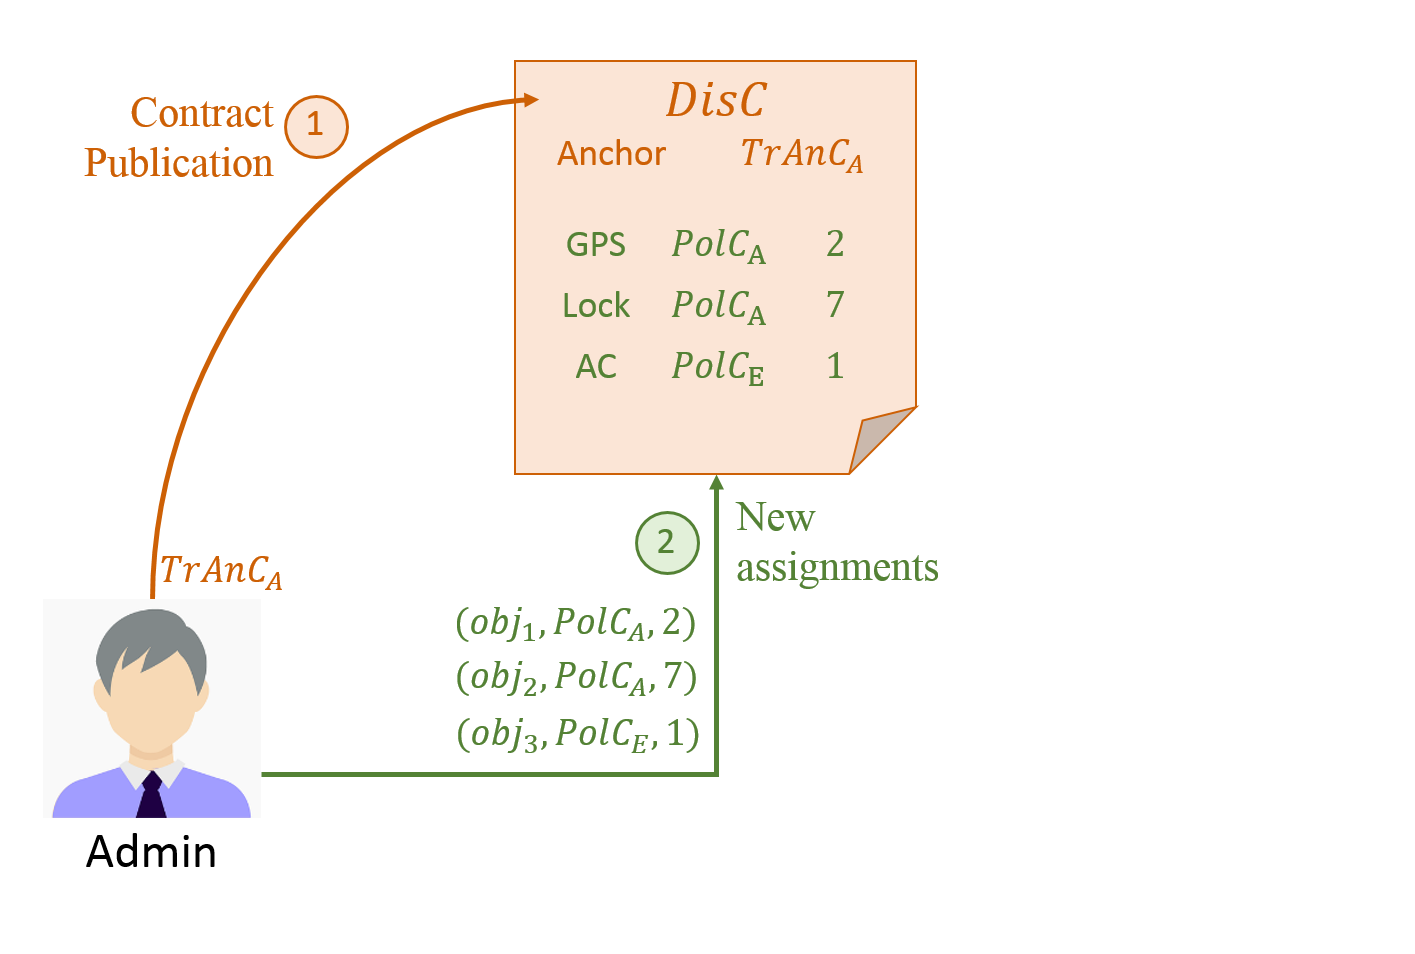 Contract
Publication
1
DisC
Anchor TrAnC_A
GPS PolC_A 2
Lock PolC_A 7
AC PolC_E 1
2
New
assignments
TrAnC_A
(obj_1, PolC_A, 2)
(obj_2, PolC_A, 7)
(obj_3, PolC_E, 1)
Admin